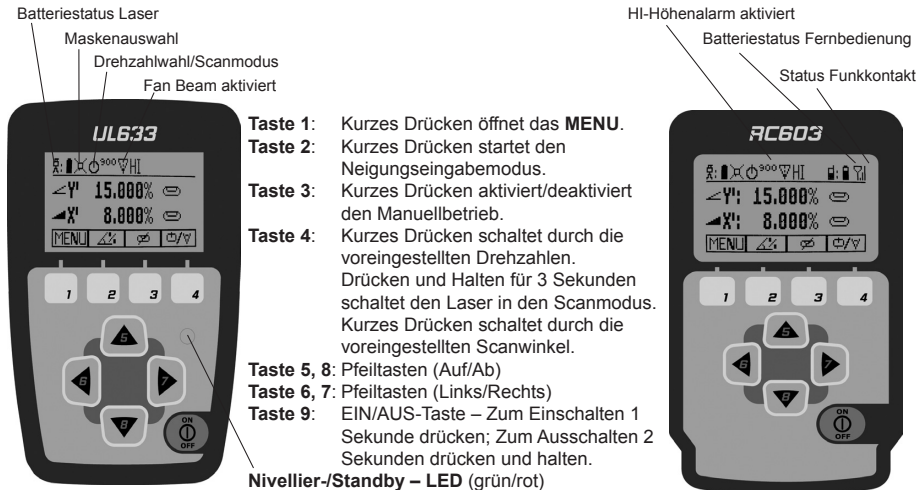 Batteriestatus Laser
Maskenauswahl
Drehzahlwahl/Scanmodus
Fan Beam aktiviert
HI-Höhenalarm aktiviert
Batteriestatus Fernbedienung
Status Funkkontakt
UL633
900 HI
Y' 15.000%
X' 8.000%
MENU
1 2 3 4
5
6 7
8
ON
OFF
Taste 1: Kurzes Drücken öffnet das MENU.
Taste 2: Kurzes Drücken startet den
Neigungseingabemodus.
Taste 3: Kurzes Drücken aktiviert/deaktiviert
den Manuellbetrieb.
Taste 4: Kurzes Drücken schaltet durch die
voreingestellten Drehzahlen.
Drücken und Halten für 3 Sekunden
schaltet den Laser in den Scanmodus.
Kurzes Drücken schaltet durch die
voreingestellten Scanwinkel.
Taste 5, 8: Pfeiltasten (Auf/Ab)
Taste 6, 7: Pfeiltasten (Links/Rechts)
Taste 9: EIN/AUS-Taste – Zum Einschalten 1
Sekunde drücken; Zum Ausschalten 2
Sekunden drücken und halten.
Nivellier-/Standby – LED (grün/rot)
RC603
900 HI
Y': 15.000%
X': 8.000%
MENU
1 2 3 4
5
6 7
8
ON
OFF